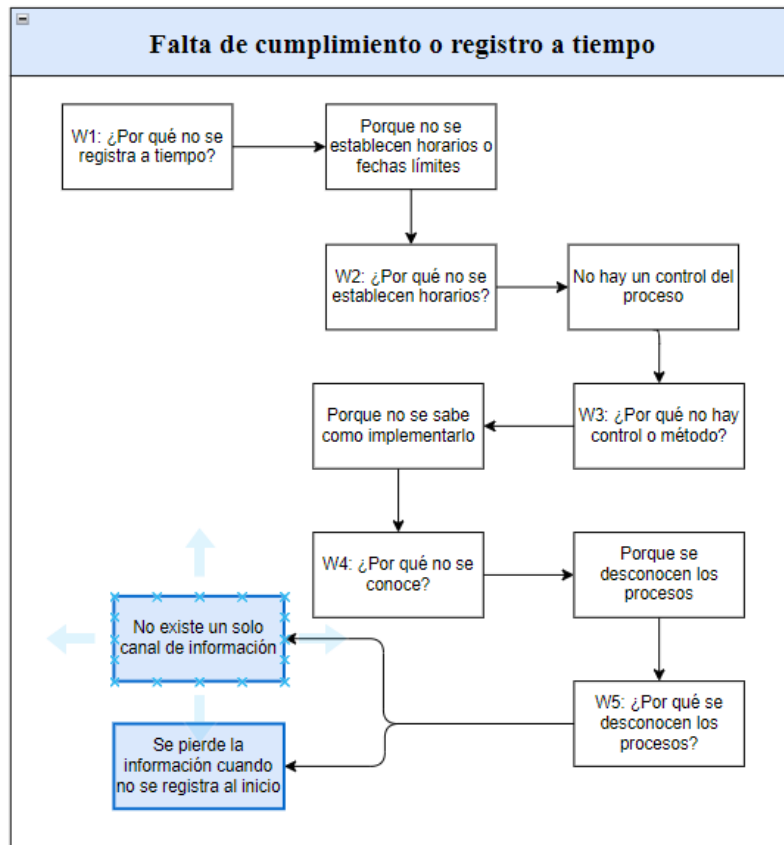 Falta de cumplimiento o registro a tiempo
W1: ¿Por qué no se
registra a tiempo?
Porque no se
establecen horarios o
fechas límites
W2: ¿Por qué no se
establecen horarios?
No hay un control del
proceso
W3: ¿Por qué no hay
control o método?
Porque no se sabe
como implementarlo
W4: ¿Por qué no se
conoce?
Porque se
desconocen los
procesos
W5: ¿Por qué se
desconocen los
procesos?
No existe un solo
canal de información
Se pierde la
información cuando
no se registra al inicio